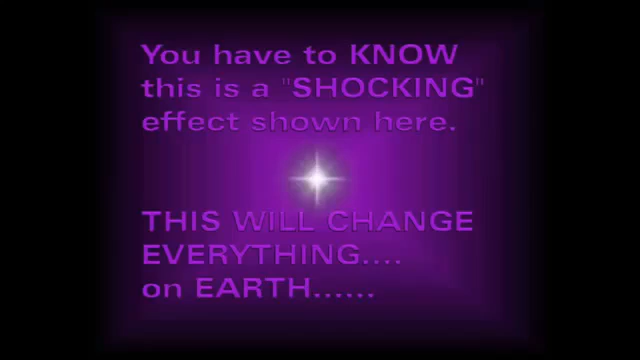 You have to KNOW
this is a "SHOCKING"
effect shown here.
THIS WILL CHANGE
EVERYTHING....
on EARTH......